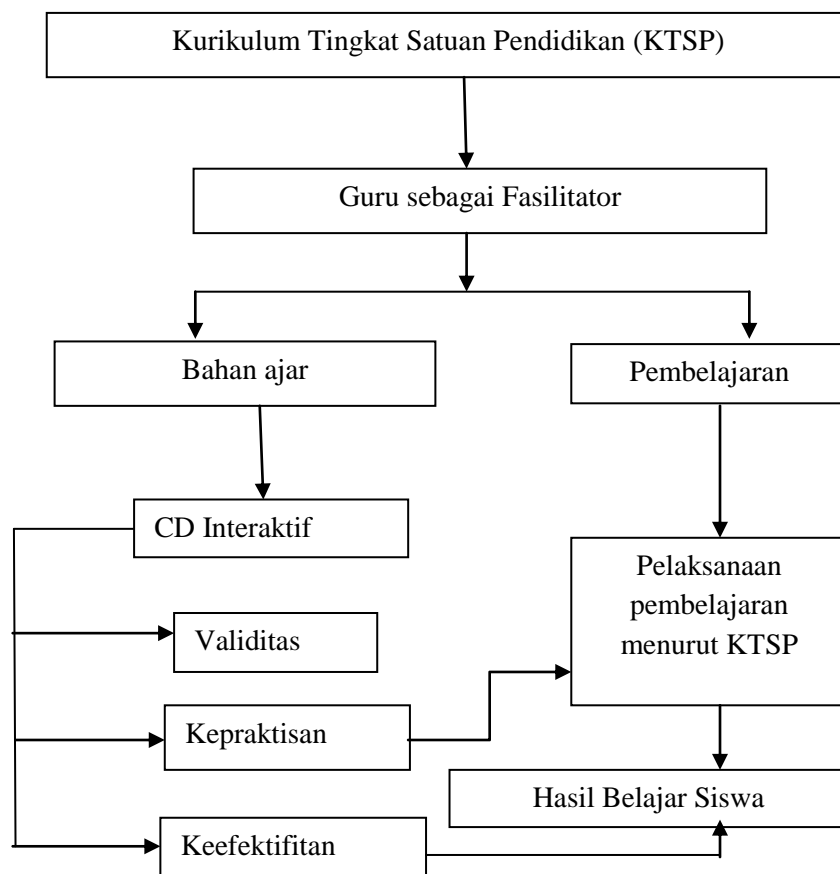 Kurikulum Tingkat Satuan Pendidikan (KTSP)
Guru sebagai Fasilitator
Bahan ajar
Pembelajaran
CD Interaktif
Pelaksanaan
pembelajaran
menurut KTSP
Validitas
Kepraktisan
Hasil Belajar Siswa
Keefektifitan